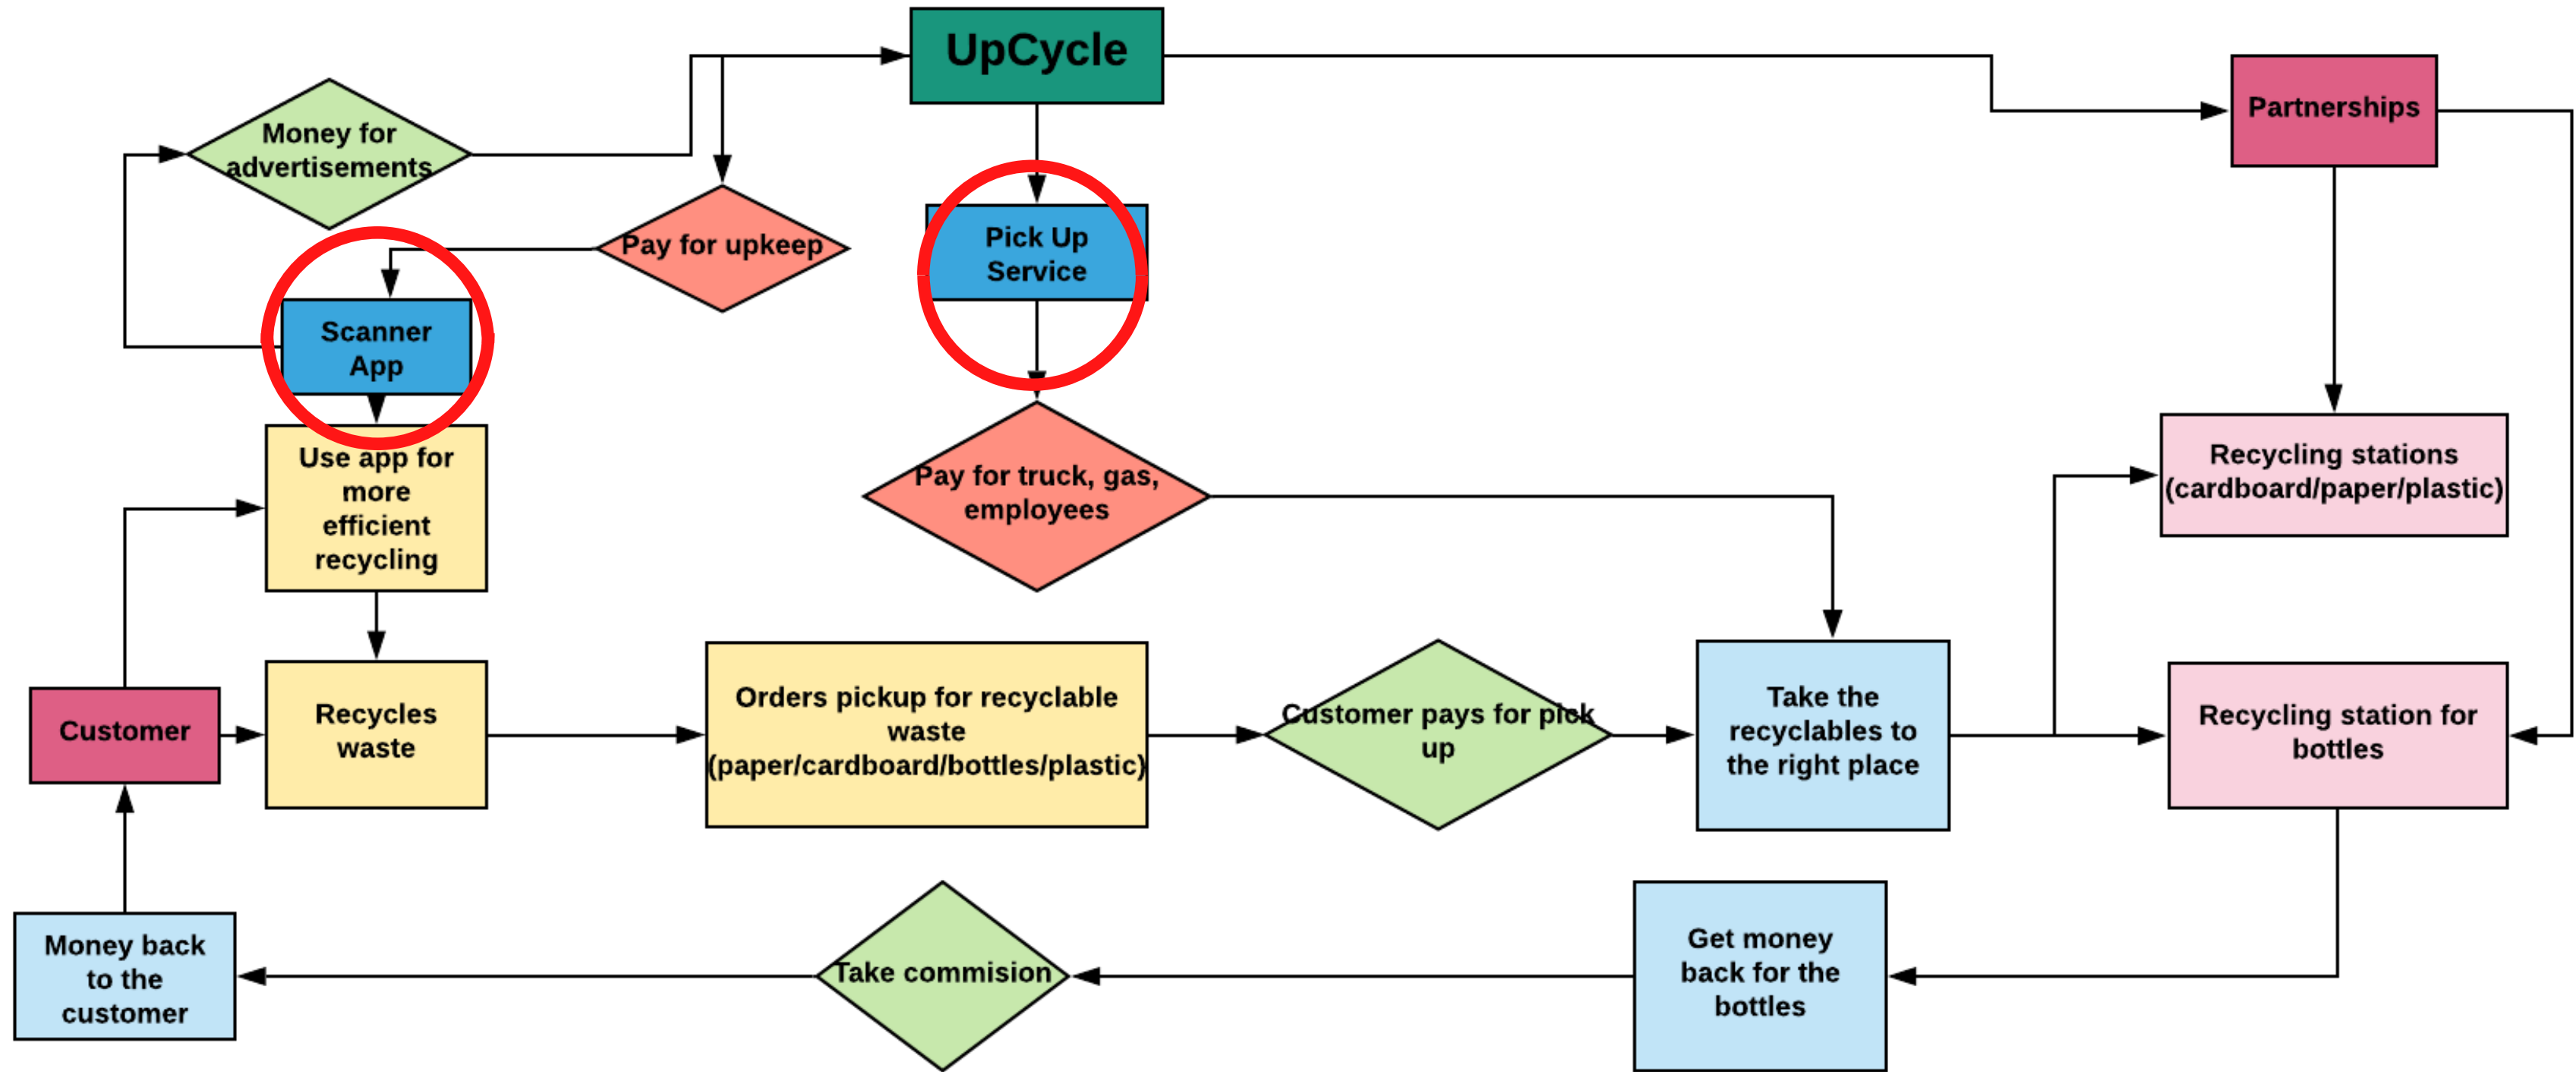 UpCycle
Money for
advertisements
Partnerships
Pay for upkeep
Pick Up
Service
Scanner
App
Use app for
more
efficient
recycling
Pay for truck, gas,
employees
Recycling stations
(cardboard/paper/plastic)
Customer
Recycles
waste
Orders pickup for recyclable
waste
(paper/cardboard/bottles/plastic)
Customer pays for pick
up
Take the
recyclables to
the right place
Recycling station for
bottles
Money back
to the
customer
Take commision
Get money
back for the
bottles